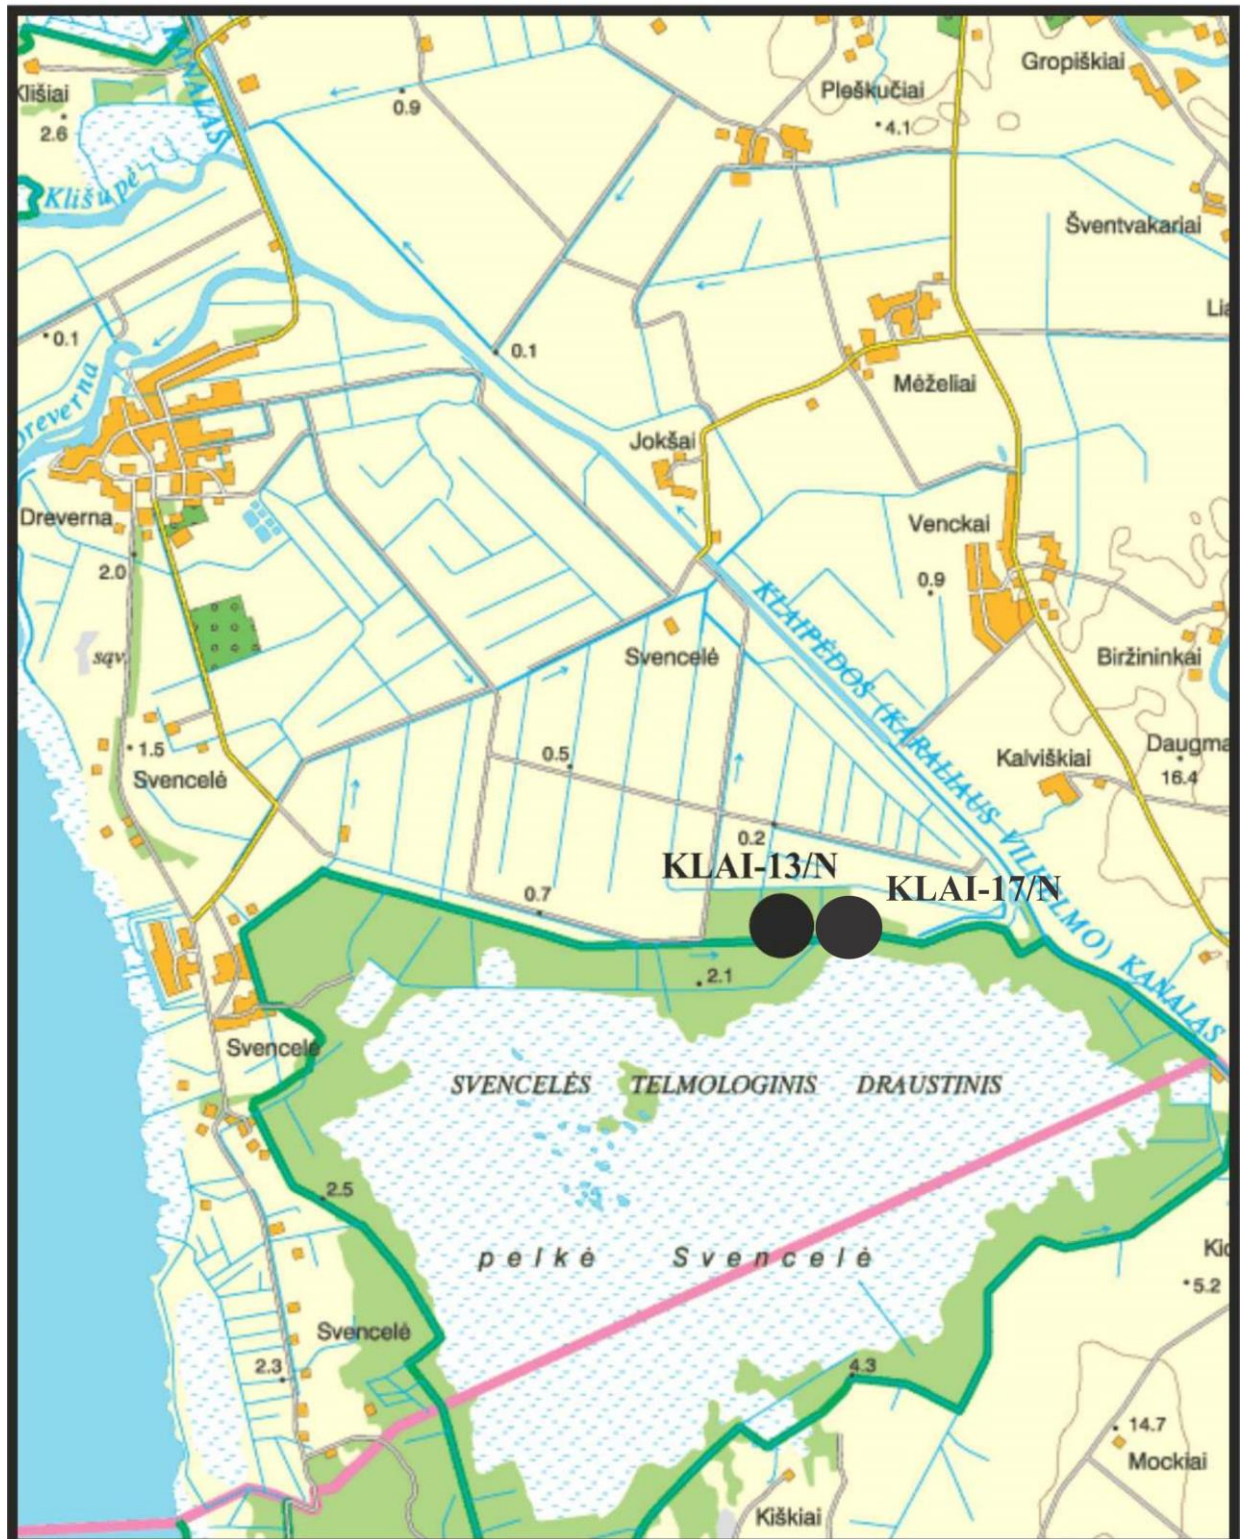 KANALAS
Gropiškiai
Klišiai
Pleškučiai
0.9
2.6
4.1
Klišupė
Šventvakariai
0.1
0.1
Mėželiai
Dreverna
Jokšai
Dreverna
Venckai
2.0
0.9
KLAIPĖDOS (KARALIAUS VILHELMO) KANALAS
sąv.
Svencelė
Biržininkai
1.5
0.5
Kalviškiai
Daugma
Svencelė
16.4
0.2
KLAI-13/N
KLAI-17/N
0.7
2.1
Svencelė
SVENCELĖS TELMOLOGINIS DRAUSTINIS
2.5
pelkė Svencelė
5.2
Svencelė
2.3
4.3
14.7
Mockiai
Kiškiai